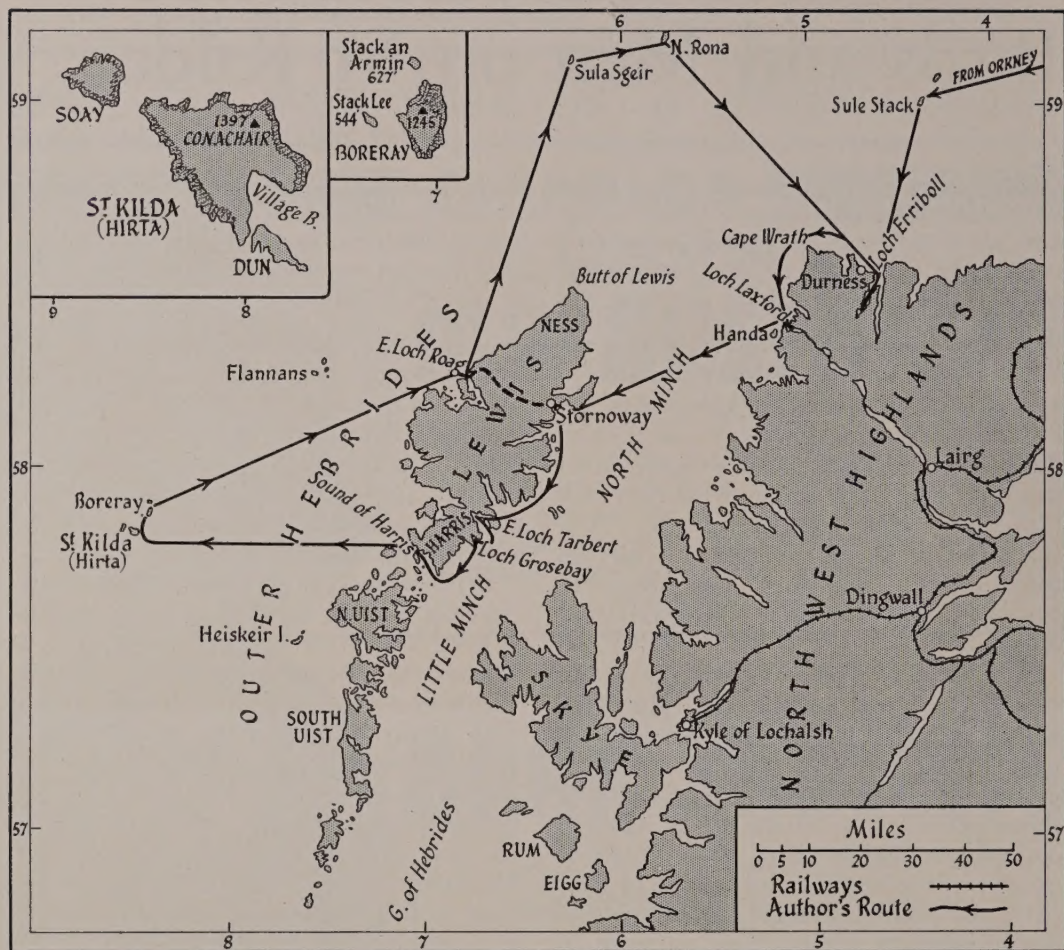 6
5
4
59
59
58
58
57
57
8
7
6
5
4
SOAY
1397
CONACHAIR
ST KILDA
(HIRTA)
Village B.
DUN
9
8
Stack an
Armin
627'
Stack Lee
544'
1245
BORERAY
7
Sula Sgeir
N. Rona
FROM ORKNEY
Sule Stack
Cape Wrath
Loch Erriboll
Durness
Loch Laxford
Handa
Butt of Lewis
NESS
E. Loch Roag
LEWIS
Flannans
Stornoway
NORTH MINCH
Lairg
Boreray
St Kilda
(Hirta)
Sound of Harris
HARRIS
E. Loch Tarbert
Loch Grosebay
OUTER HEBRIDES
N. UIST
Heiskeir I.
LITTLE MINCH
SOUTH
UIST
SKYE
Dingwall
Kyle of Lochalsh
NORTH WEST HIGHLANDS
G. of Hebrides
RUM
EIGG
Miles
0 5 10 20 30 40 50
Railways
Author's Route